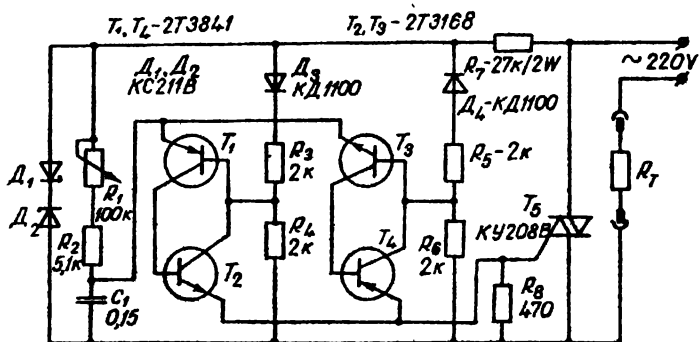 T₁, T₄-2T3841
T₂, T₃-2T3168
Д₁, Д₂
КС211В
Д₃
КД1100
R₇-27к/2W
Д₄-КД1100
~220V
T₁
T₃
R₃
2к
R₅-2к
Д₁
R₁
100к
R_T
T₅
КУ208В
Д₂
R₂
5,1к
R₄
2к
T₄
R₆
2к
T₂
C₁
0,15
R₈
470